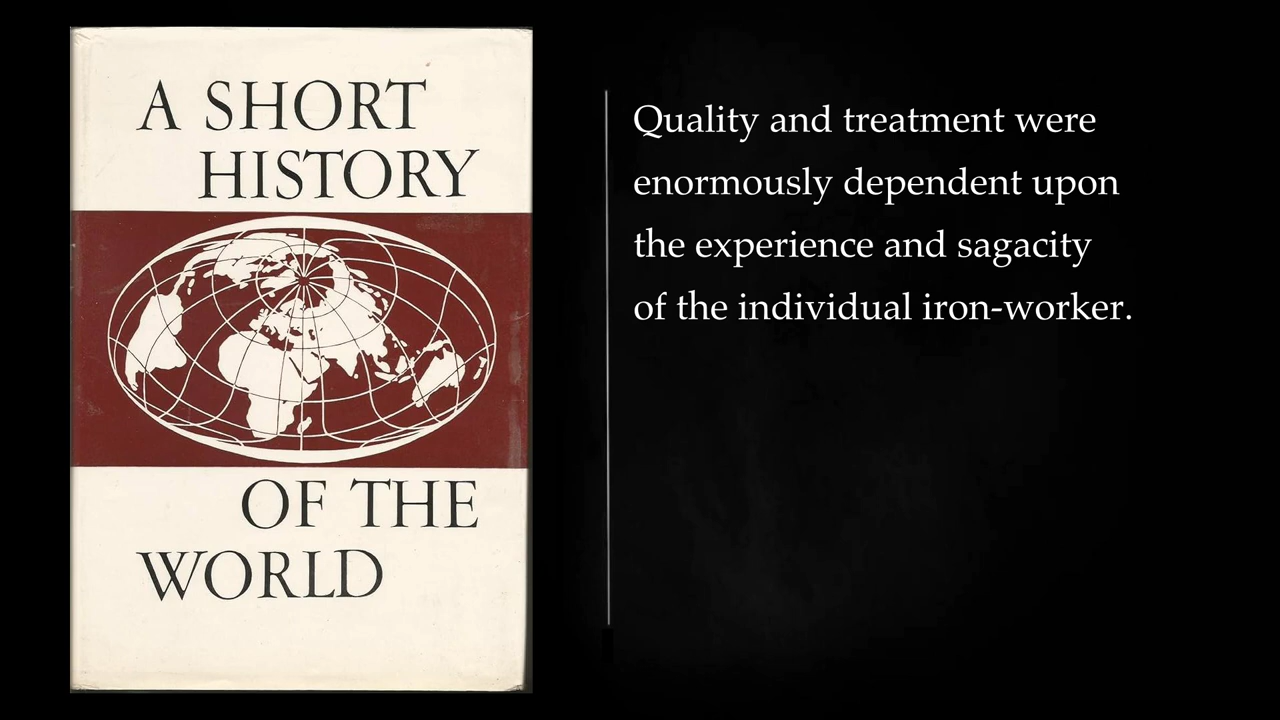 A SHORT
HISTORY
OF THE
WORLD
Quality and treatment were
enormously dependent upon
the experience and sagacity
of the individual iron-worker.